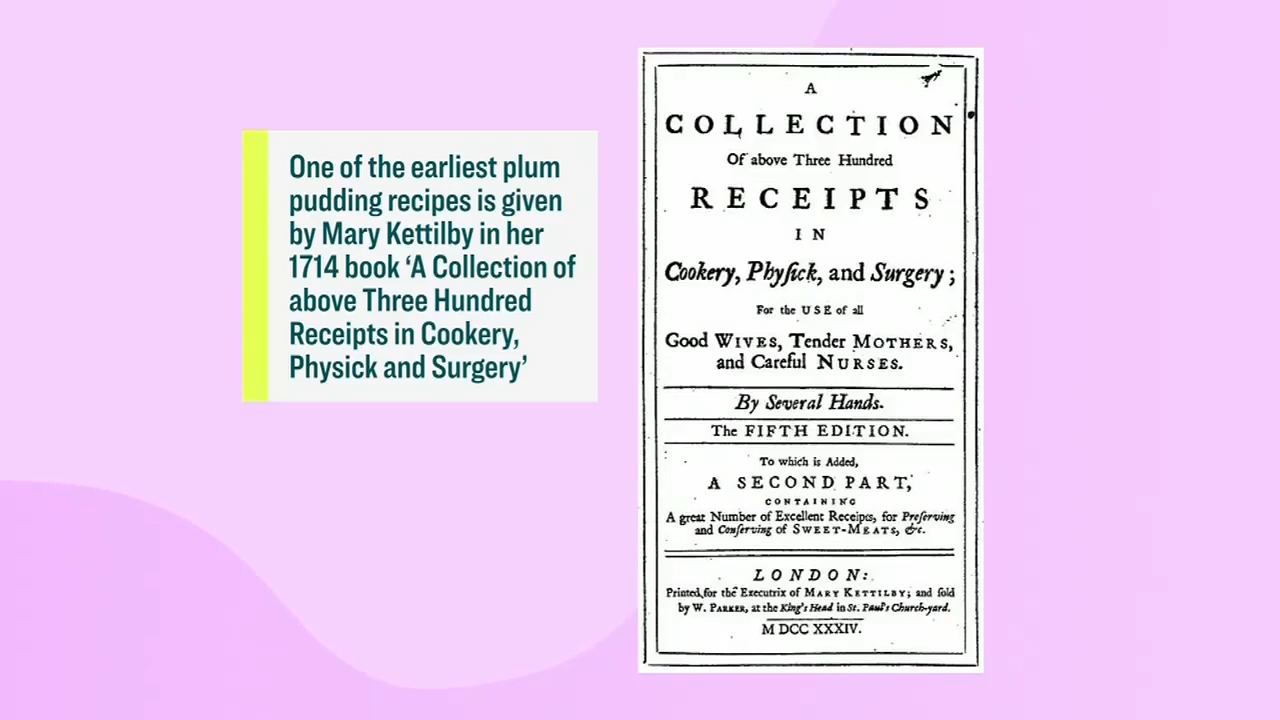 One of the earliest plum
pudding recipes is given
by Mary Kettilby in her
1714 book ‘A Collection of
above Three Hundred
Receipts in Cookery,
Physick and Surgery’
A
COLLECTION
Of above Three Hundred
RECEIPTS
IN
Cookery, Phyſick, and Surgery;
For the USE of all
Good WIVES, Tender MOTHERS,
and Careful NURSES.
By Several Hands.
The FIFTH EDITION.
To which is Added,
A SECOND PART,
CONTAINING
A great Number of Excellent Receipts, for Preſerving
and Conſerving of SWEET-MEATS, &c.
LONDON:
Printed for the Executrix of MARY KETTILBY; and ſold
by W. PARKER, at the King's Head in St. Paul's Church-yard.
M DCC XXXIV.